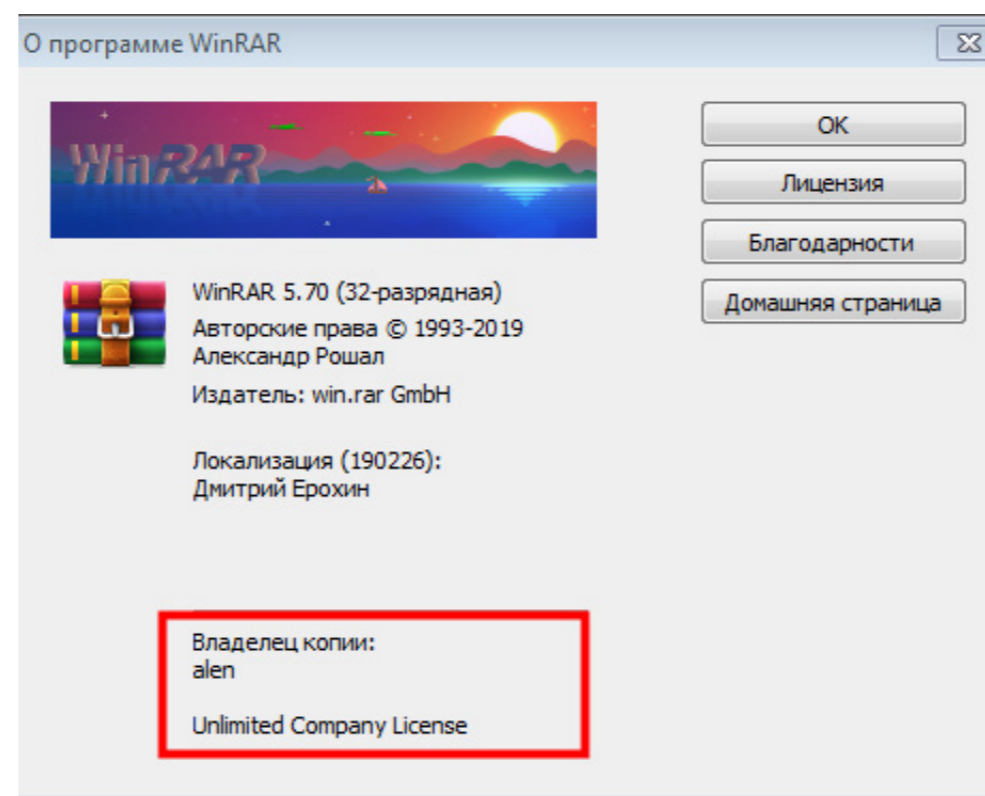 О программе WinRAR
WinRAR
OK
Лицензия
Благодарности
Домашняя страница
WinRAR 5.70 (32-разрядная)
Авторские права © 1993-2019
Александр Рошал
Издатель: win.rar GmbH
Локализация (190226):
Дмитрий Ерохин
Владелец копии:
alen
Unlimited Company License